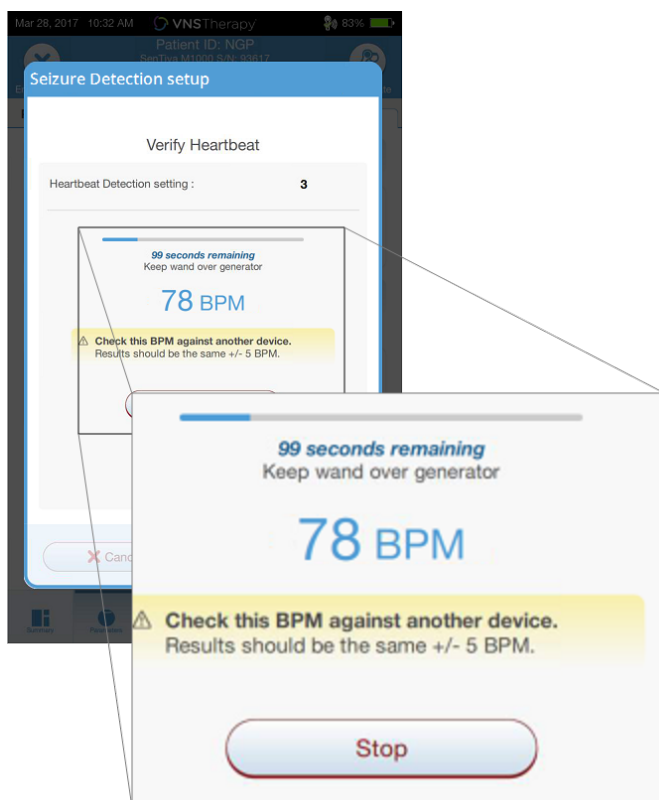 Mar 28, 2017 10:32 AM VNSTherapy 83%
Patient ID: NGP
SenTiva M1000 S/N: 93617
Seizure Detection setup
Verify Heartbeat
Heartbeat Detection setting : 3
99 seconds remaining
Keep wand over generator
78 BPM
Check this BPM against another device.
Results should be the same +/- 5 BPM.
Canc
Summary Parameters
99 seconds remaining
Keep wand over generator
78 BPM
Check this BPM against another device.
Results should be the same +/- 5 BPM.
Stop